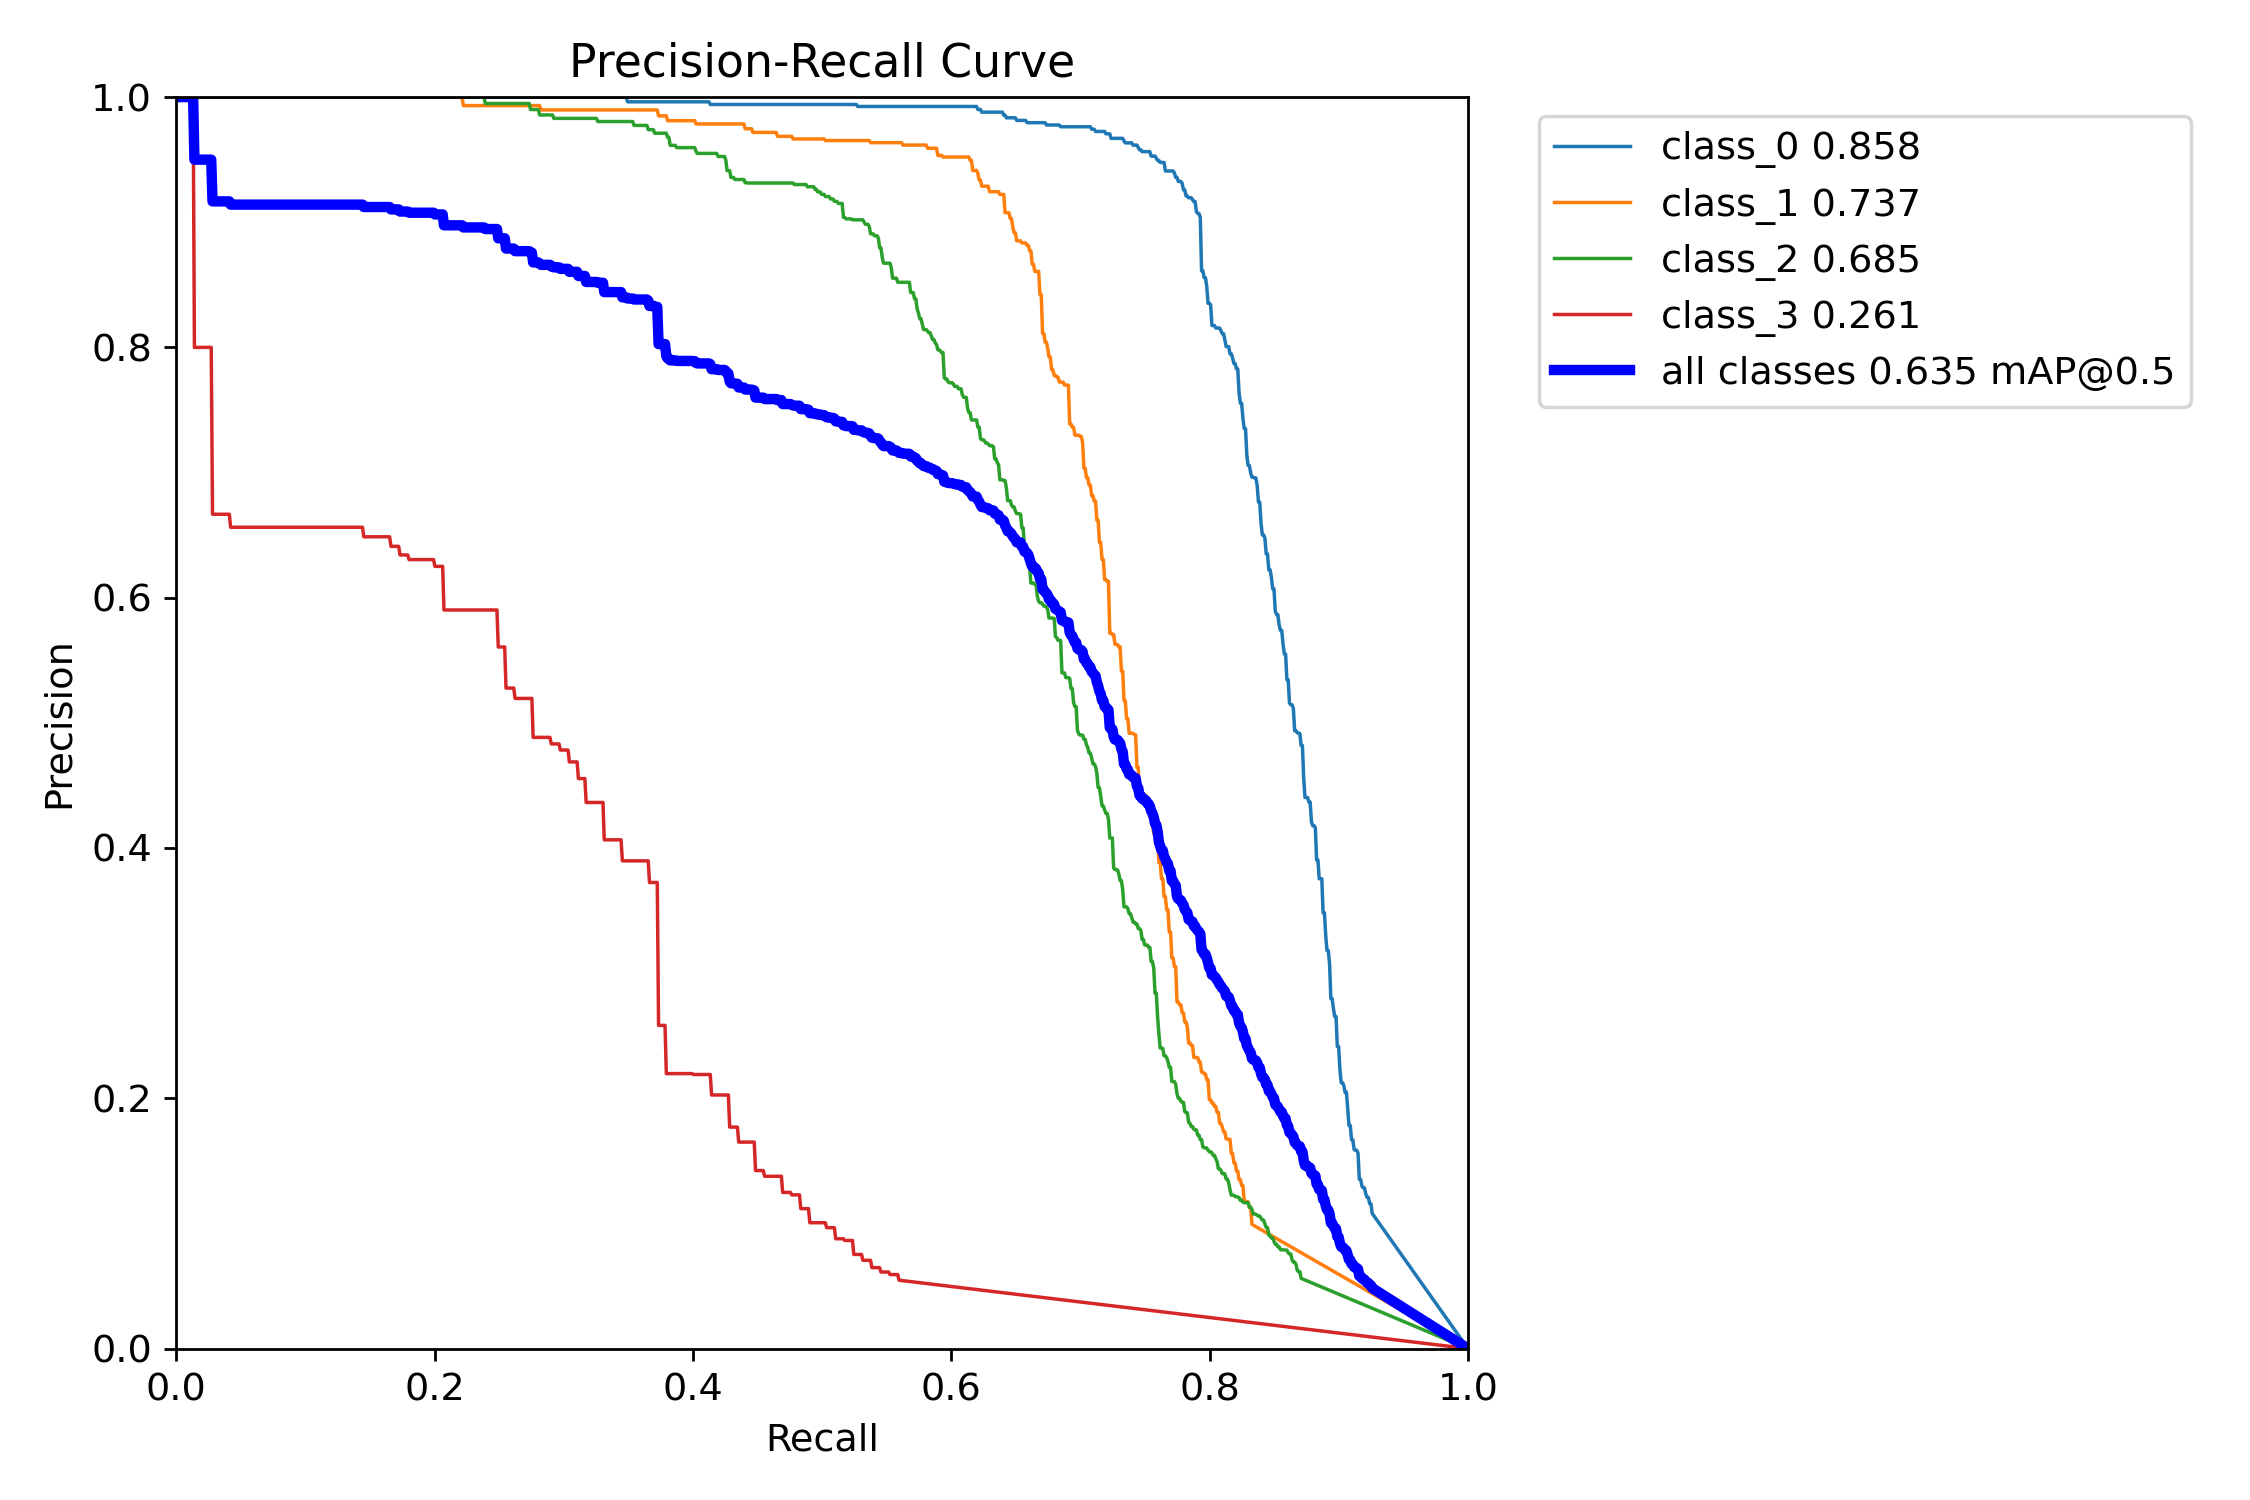 Precision-Recall Curve
1.0
0.8
0.6
0.4
0.2
0.0
Precision
0.0 0.2 0.4 0.6 0.8 1.0
Recall
class_0 0.858
class_1 0.737
class_2 0.685
class_3 0.261
all classes 0.635 mAP@0.5